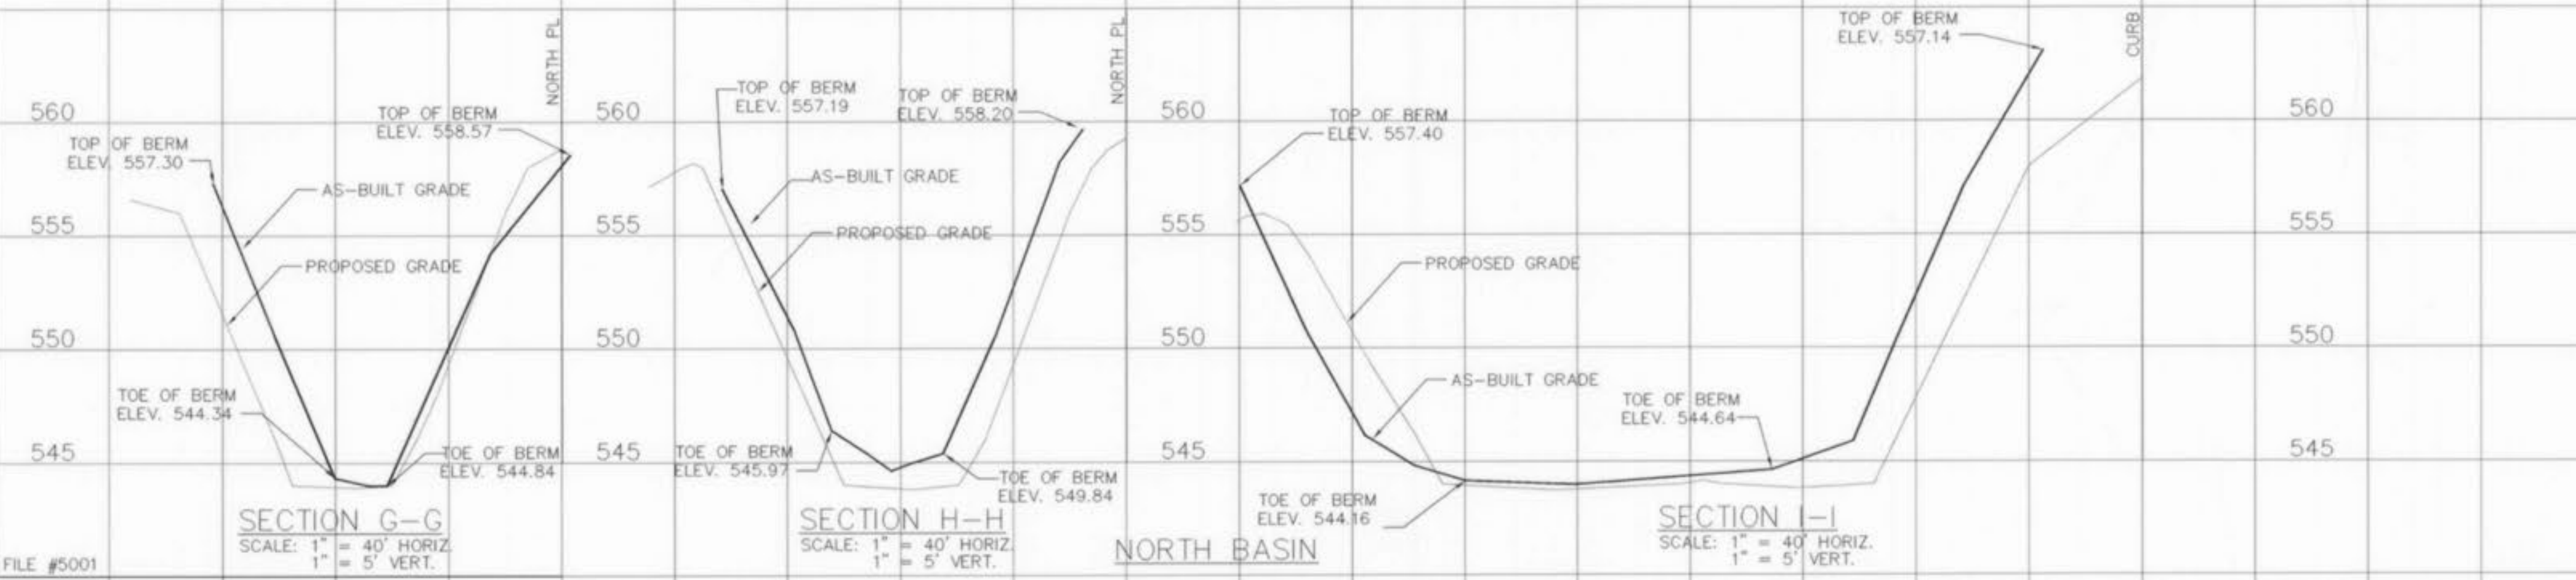 NORTH PL
TOP OF BERM
ELEV. 558.57
560
TOP OF BERM
ELEV. 557.30
AS-BUILT GRADE
555
PROPOSED GRADE
550
TOE OF BERM
ELEV. 544.34
545
TOE OF BERM
ELEV. 544.84
SECTION G-G
SCALE: 1" = 40' HORIZ.
1" = 5' VERT.
FILE #5001
NORTH PL
TOP OF BERM
ELEV. 557.19
TOP OF BERM
ELEV. 558.20
560
AS-BUILT GRADE
555
PROPOSED GRADE
550
545
TOE OF BERM
ELEV. 545.97
TOE OF BERM
ELEV. 549.84
SECTION H-H
SCALE: 1" = 40' HORIZ.
1" = 5' VERT.
NORTH BASIN
TOP OF BERM
ELEV. 557.14
CURB
560
TOP OF BERM
ELEV. 557.40
560
555
555
PROPOSED GRADE
550
550
AS-BUILT GRADE
TOE OF BERM
ELEV. 544.64
545
545
TOE OF BERM
ELEV. 544.16
SECTION I-I
SCALE: 1" = 40' HORIZ.
1" = 5' VERT.